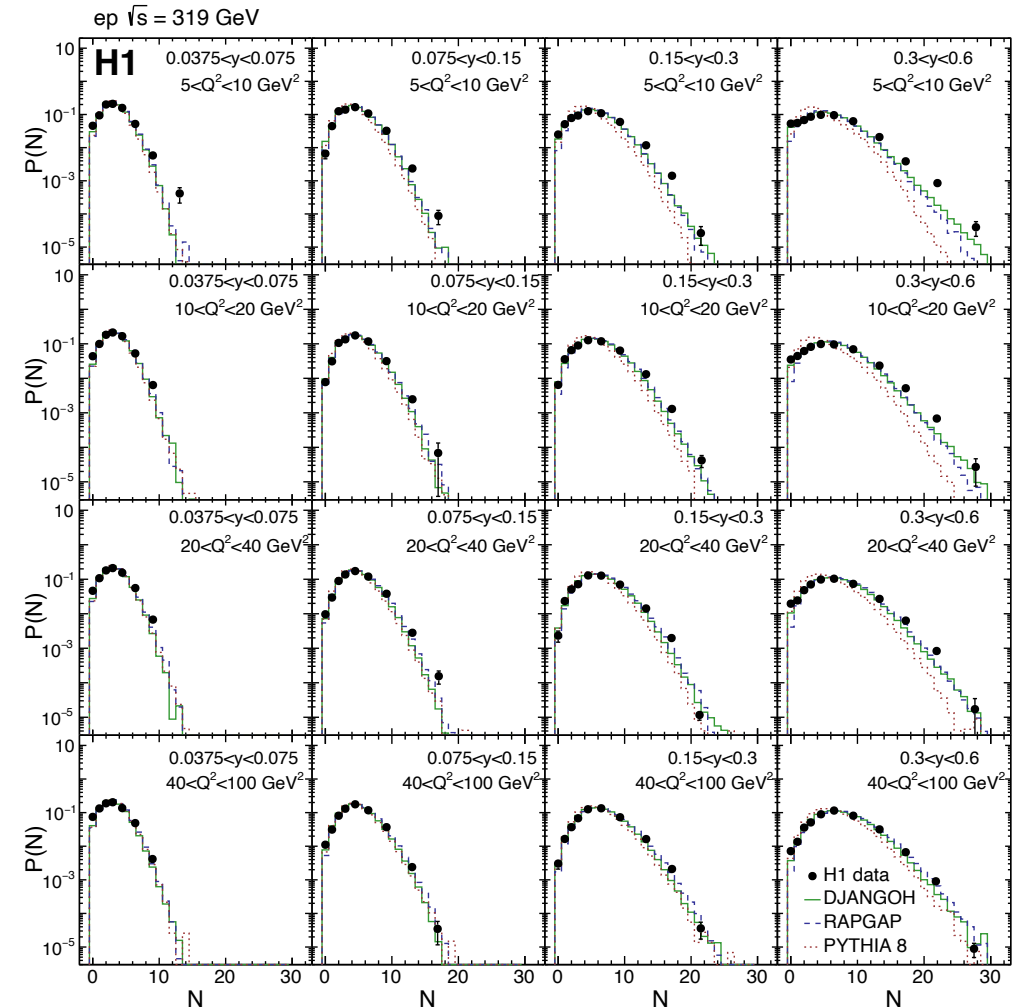 ep √s = 319 GeV
H1
0.0375<y<0.075
5<Q²<10 GeV²
0.075<y<0.15
5<Q²<10 GeV²
0.15<y<0.3
5<Q²<10 GeV²
0.3<y<0.6
5<Q²<10 GeV²
P(N)
10
10⁻¹
10⁻³
10⁻⁵
0.0375<y<0.075
10<Q²<20 GeV²
0.075<y<0.15
10<Q²<20 GeV²
0.15<y<0.3
10<Q²<20 GeV²
0.3<y<0.6
10<Q²<20 GeV²
P(N)
10
10⁻¹
10⁻³
10⁻⁵
0.0375<y<0.075
20<Q²<40 GeV²
0.075<y<0.15
20<Q²<40 GeV²
0.15<y<0.3
20<Q²<40 GeV²
0.3<y<0.6
20<Q²<40 GeV²
P(N)
10
10⁻¹
10⁻³
10⁻⁵
0.0375<y<0.075
40<Q²<100 GeV²
0.075<y<0.15
40<Q²<100 GeV²
0.15<y<0.3
40<Q²<100 GeV²
0.3<y<0.6
40<Q²<100 GeV²
P(N)
10
10⁻¹
10⁻³
10⁻⁵
H1 data
DJANGOH
RAPGAP
PYTHIA 8
0 10 20 30
0 10 20 30
0 10 20 30
0 10 20 30
N
N
N
N